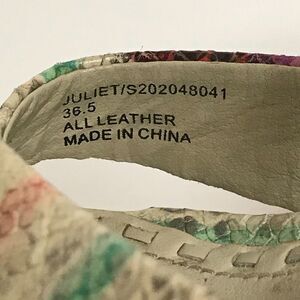 JULIET/S202048041
36.5
ALL LEATHER
MADE IN CHINA